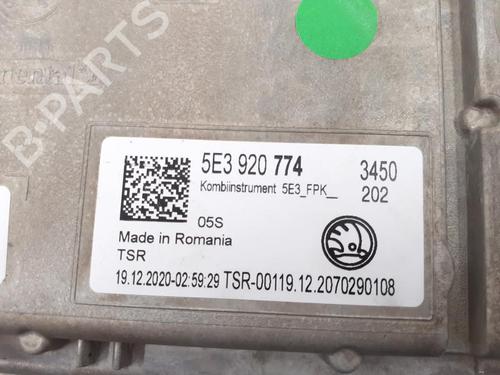 B-PARTS
5E3 920 774 3450
Kombiinstrument 5E3_FPK__ 202
05S
Made in Romania
TSR
19.12.2020-02:59:29 TSR-00119.12.2070290108